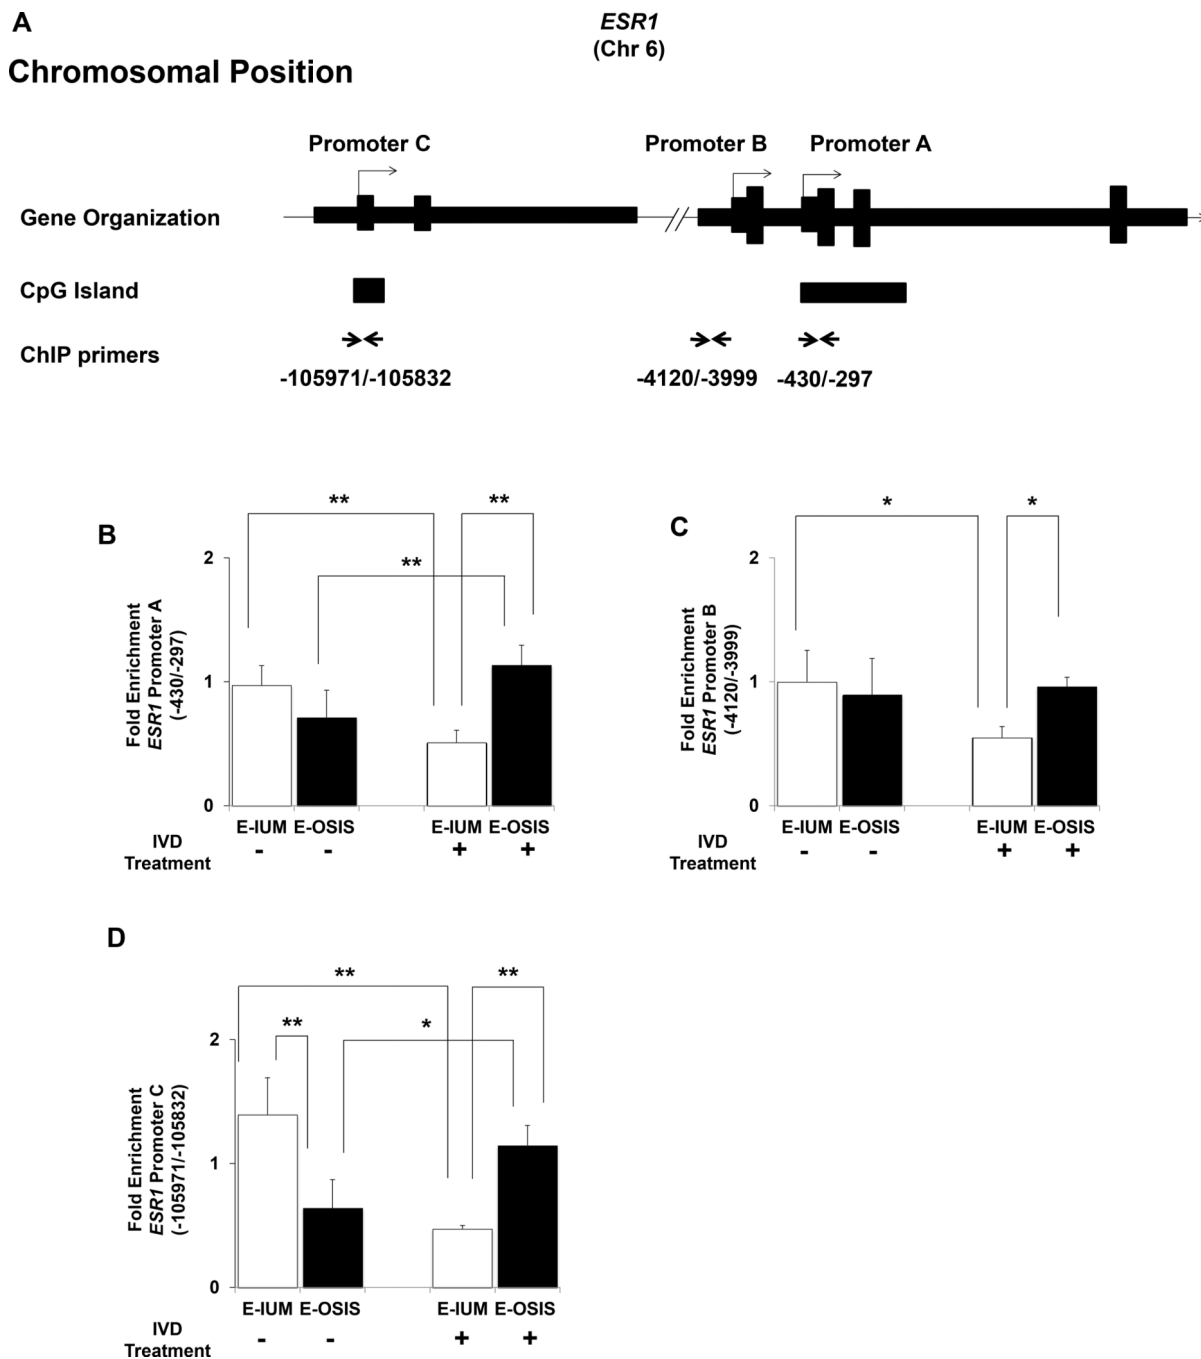 A
ESR1
(Chr 6)
Chromosomal Position
Promoter C
Promoter B
Promoter A
Gene Organization
CpG Island
ChIP primers
-105971/-105832
-4120/-3999
-430/-297
B
**
**
**
Fold Enrichment
ESR1 Promoter A
(-430/-297)
2
1
0
E-IUM E-OSIS
E-IUM E-OSIS
IVD
Treatment
- - + +
C
*
*
Fold Enrichment
ESR1 Promoter B
(-4120/-3999)
2
1
0
E-IUM E-OSIS
E-IUM E-OSIS
IVD
Treatment
- - + +
D
**
**
**
*
Fold Enrichment
ESR1 Promoter C
(-105971/-105832)
2
1
0
E-IUM E-OSIS
E-IUM E-OSIS
IVD
Treatment
- - + +